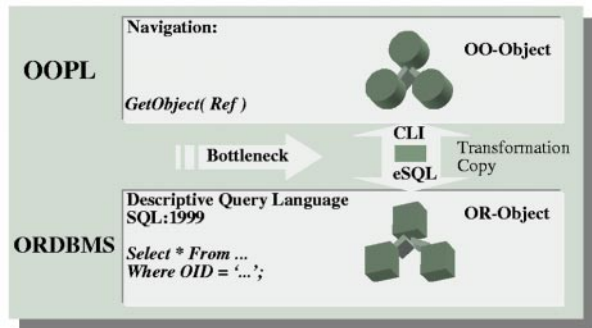 OOPL
Navigation:
GetObject( Ref )
OO-Object
Bottleneck
CLI
eSQL
Transformation
Copy
ORDBMS
Descriptive Query Language
SQL:1999
Select * From ...
Where OID = ‘...’;
OR-Object